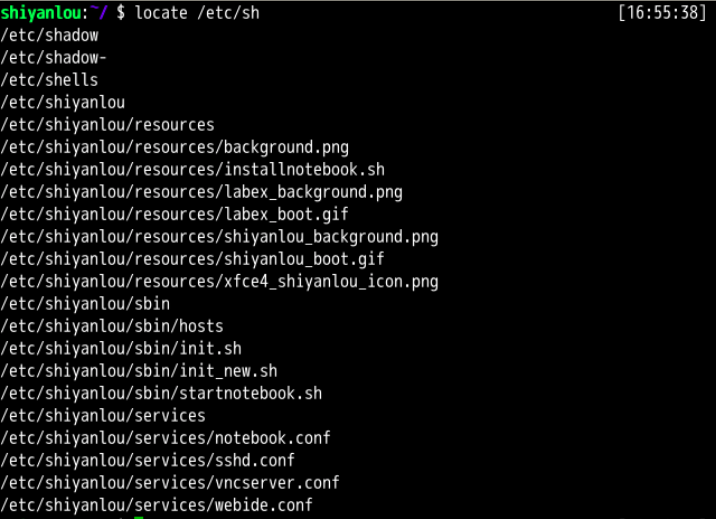 shiyanlou:~/ $ locate /etc/sh [16:55:38]
/etc/shadow
/etc/shadow-
/etc/shells
/etc/shiyanlou
/etc/shiyanlou/resources
/etc/shiyanlou/resources/background.png
/etc/shiyanlou/resources/installnotebook.sh
/etc/shiyanlou/resources/labex_background.png
/etc/shiyanlou/resources/labex_boot.gif
/etc/shiyanlou/resources/shiyanlou_background.png
/etc/shiyanlou/resources/shiyanlou_boot.gif
/etc/shiyanlou/resources/xfce4_shiyanlou_icon.png
/etc/shiyanlou/sbin
/etc/shiyanlou/sbin/hosts
/etc/shiyanlou/sbin/init.sh
/etc/shiyanlou/sbin/init_new.sh
/etc/shiyanlou/sbin/startnotebook.sh
/etc/shiyanlou/services
/etc/shiyanlou/services/notebook.conf
/etc/shiyanlou/services/sshd.conf
/etc/shiyanlou/services/vncserver.conf
/etc/shiyanlou/services/webide.conf